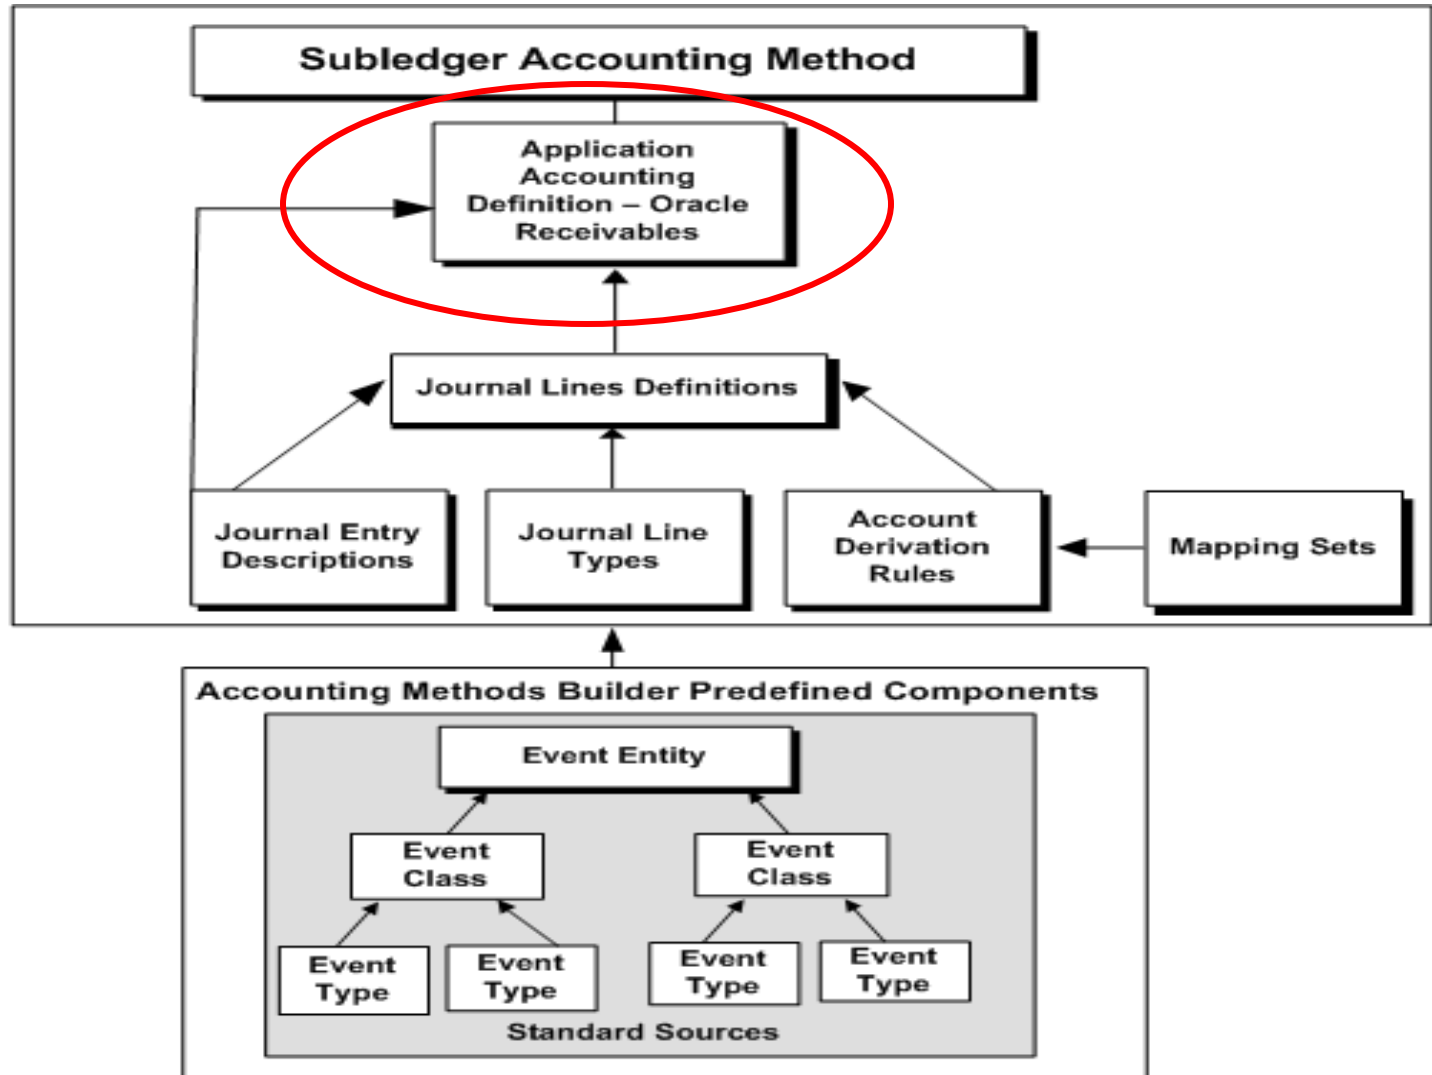 Subledger Accounting Method
Application
Accounting
Definition – Oracle
Receivables
Journal Lines Definitions
Journal Entry
Descriptions
Journal Line
Types
Account
Derivation
Rules
Mapping Sets
Accounting Methods Builder Predefined Components
Event Entity
Event
Class
Event
Class
Event
Type
Event
Type
Event
Type
Event
Type
Standard Sources